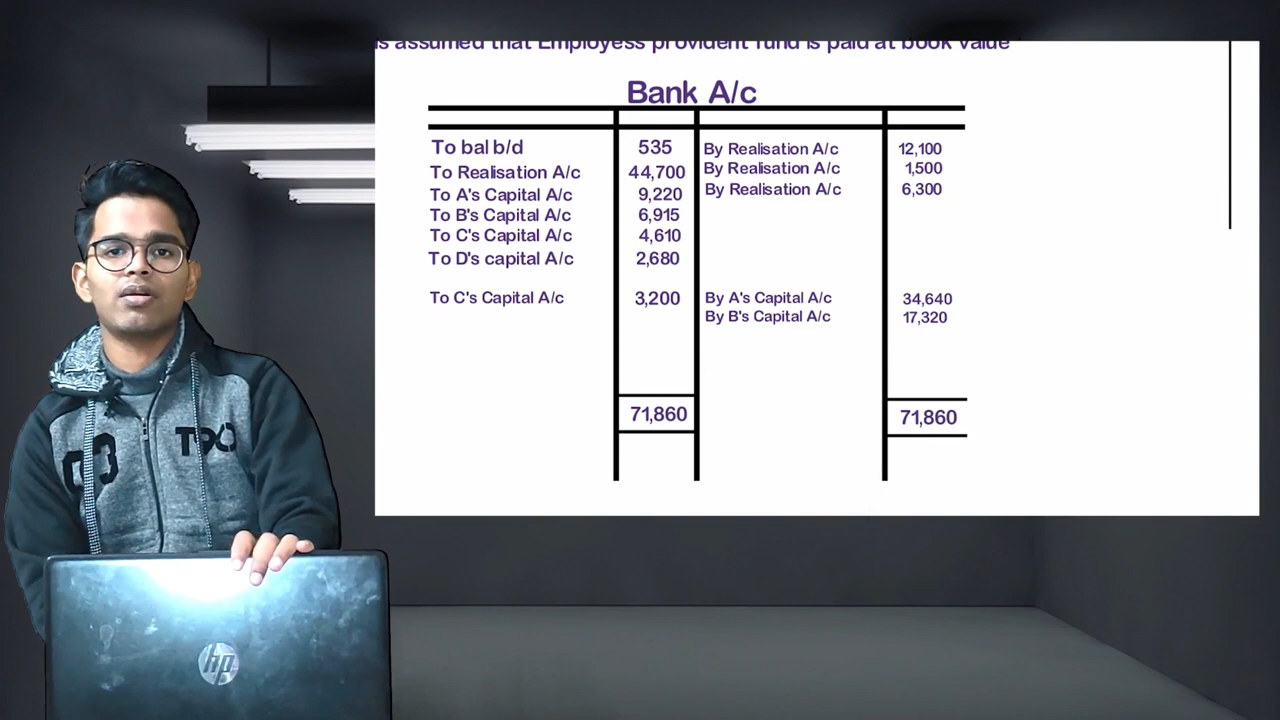 is assumed that Employess provident fund is paid at book value
Bank A/c
To bal b/d 535 By Realisation A/c 12,100
To Realisation A/c 44,700 By Realisation A/c 1,500
To A's Capital A/c 9,220 By Realisation A/c 6,300
To B's Capital A/c 6,915
To C's Capital A/c 4,610
To D's capital A/c 2,680
To C's Capital A/c 3,200 By A's Capital A/c 34,640
By B's Capital A/c 17,320
71,860 71,860
03
hp